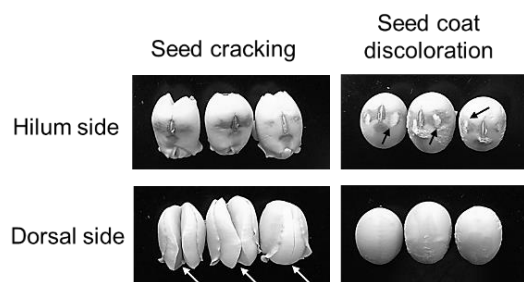 Seed cracking
Seed coat
discoloration
Hilum side
Dorsal side